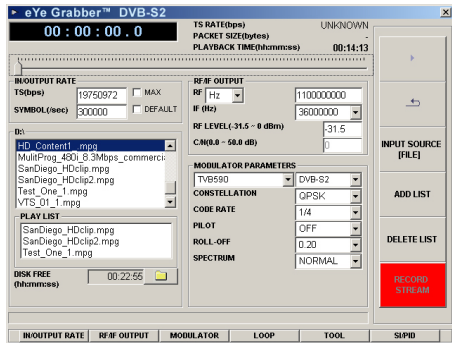 eYe Grabber™ DVB-S2
00 : 00 : 00 . 0
TS RATE(bps) UNKNOWN
PACKET SIZE(bytes) -
PLAYBACK TIME(hh:mm:ss) 00:14:13
IN/OUTPUT RATE
TS(bps) 19750972 MAX
SYMBOL(/sec) 300000 DEFAULT
RF/IF OUTPUT
RF Hz 1100000000
IF (Hz) 36000000
RF LEVEL(-31.5 ~ 0 dBm) -31.5
C/N(0.0 ~ 50.0 dB) 0
D:\
HD_Content1_.mpg
MulitProg_480i_8.3Mbps_commercia
SanDiego_HDclip.mpg
SanDiego_HDclip2.mpg
Test_One_1.mpg
VTS_01_1.mpg
PLAY LIST
SanDiego_HDclip.mpg
SanDiego_HDclip2.mpg
Test_One_1.mpg
DISK FREE (hh:mm:ss) 00:22:55
MODULATOR PARAMETERS
TVB590 DVB-S2
CONSTELLATION QPSK
CODE RATE 1/4
PILOT OFF
ROLL-OFF 0.20
SPECTRUM NORMAL
INPUT SOURCE
[FILE]
ADD LIST
DELETE LIST
RECORD
STREAM
IN/OUTPUT RATE RF/IF OUTPUT MODULATOR LOOP TOOL SI/PID